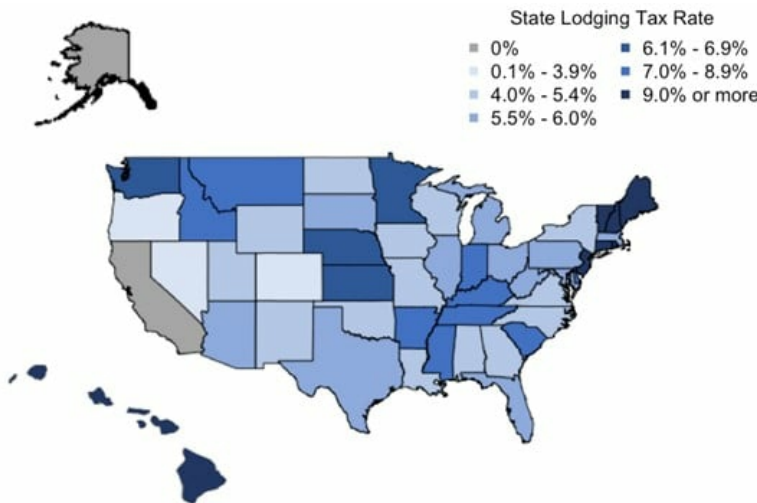 State Lodging Tax Rate
0%
0.1% - 3.9%
4.0% - 5.4%
5.5% - 6.0%
6.1% - 6.9%
7.0% - 8.9%
9.0% or more